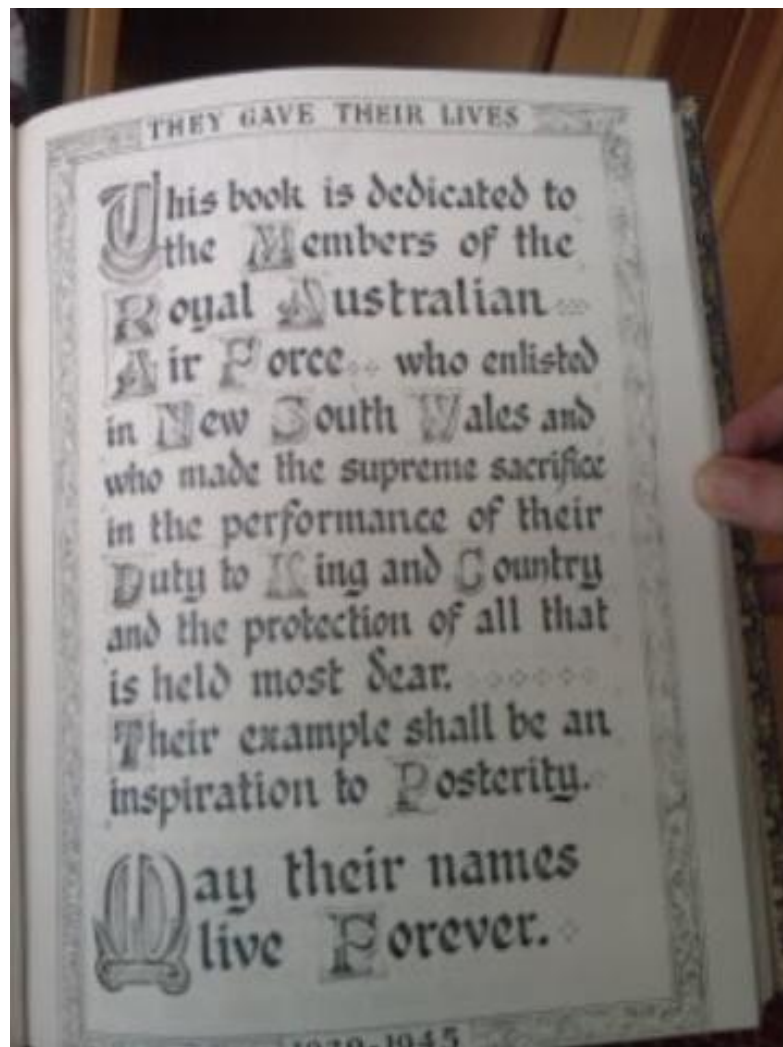 THEY GAVE THEIR LIVES
This book is dedicated to
the Members of the
Royal Australian
Air Force who enlisted
in New South Wales and
who made the supreme sacrifice
in the performance of their
Duty to King and Country
and the protection of all that
is held most dear.
Their example shall be an
inspiration to Posterity.
May their names
live Forever.
1939-1945